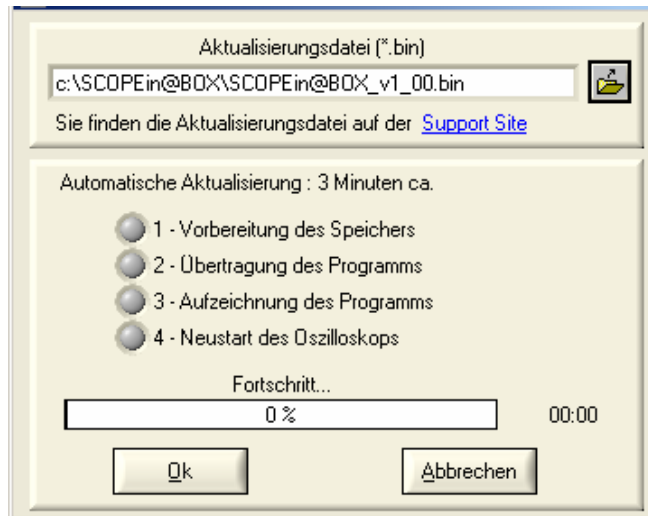 Aktualisierungsdatei (*.bin)
c:\SCOPEin@BOX\SCOPEin@BOX_v1_00.bin
Sie finden die Aktualisierungsdatei auf der Support Site
Automatische Aktualisierung : 3 Minuten ca.
1 - Vorbereitung des Speichers
2 - Übertragung des Programms
3 - Aufzeichnung des Programms
4 - Neustart des Oszilloskops
Fortschritt...
0 % 00:00
Ok Abbrechen